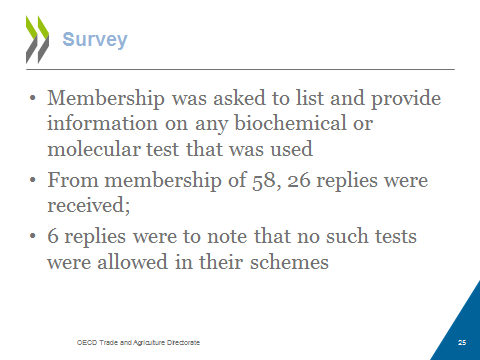 Survey
• Membership was asked to list and provide
information on any biochemical or
molecular test that was used
• From membership of 58, 26 replies were
received;
• 6 replies were to note that no such tests
were allowed in their schemes
OECD Trade and Agriculture Directorate
25